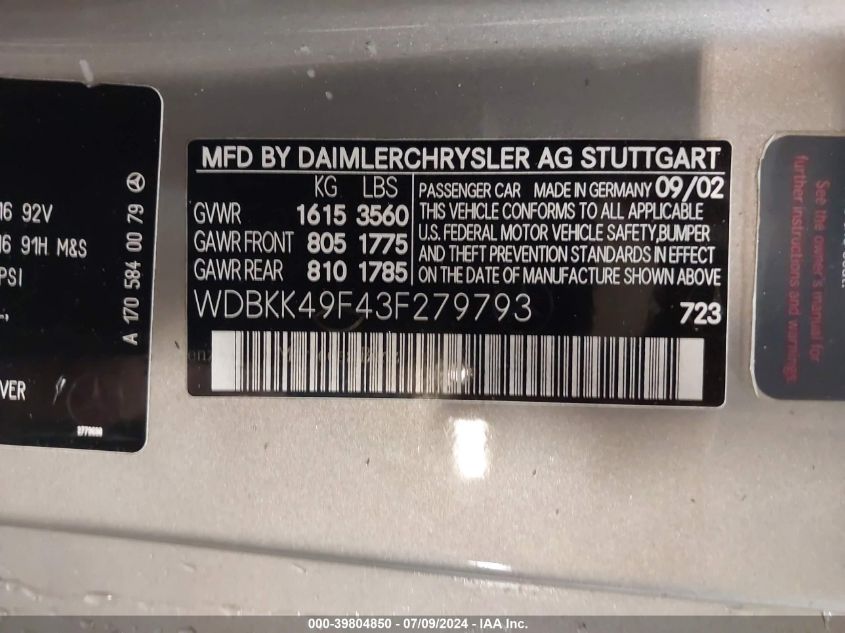 16 92V
16 91H M&S
PSI
VER
A 170 584 00 79
MFD BY DAIMLERCHRYSLER AG STUTTGART
KG LBS
GVWR 1615 3560
GAWR FRONT 805 1775
GAWR REAR 810 1785
PASSENGER CAR MADE IN GERMANY 09/02
THIS VEHICLE CONFORMS TO ALL APPLICABLE
U.S. FEDERAL MOTOR VEHICLE SAFETY,BUMPER
AND THEFT PREVENTION STANDARDS IN EFFECT
ON THE DATE OF MANUFACTURE SHOWN ABOVE
WDBKK49F43F279793
723
See the owner's manual for
further instructions and warnings.
000-39804850 - 07/09/2024 - IAA Inc.